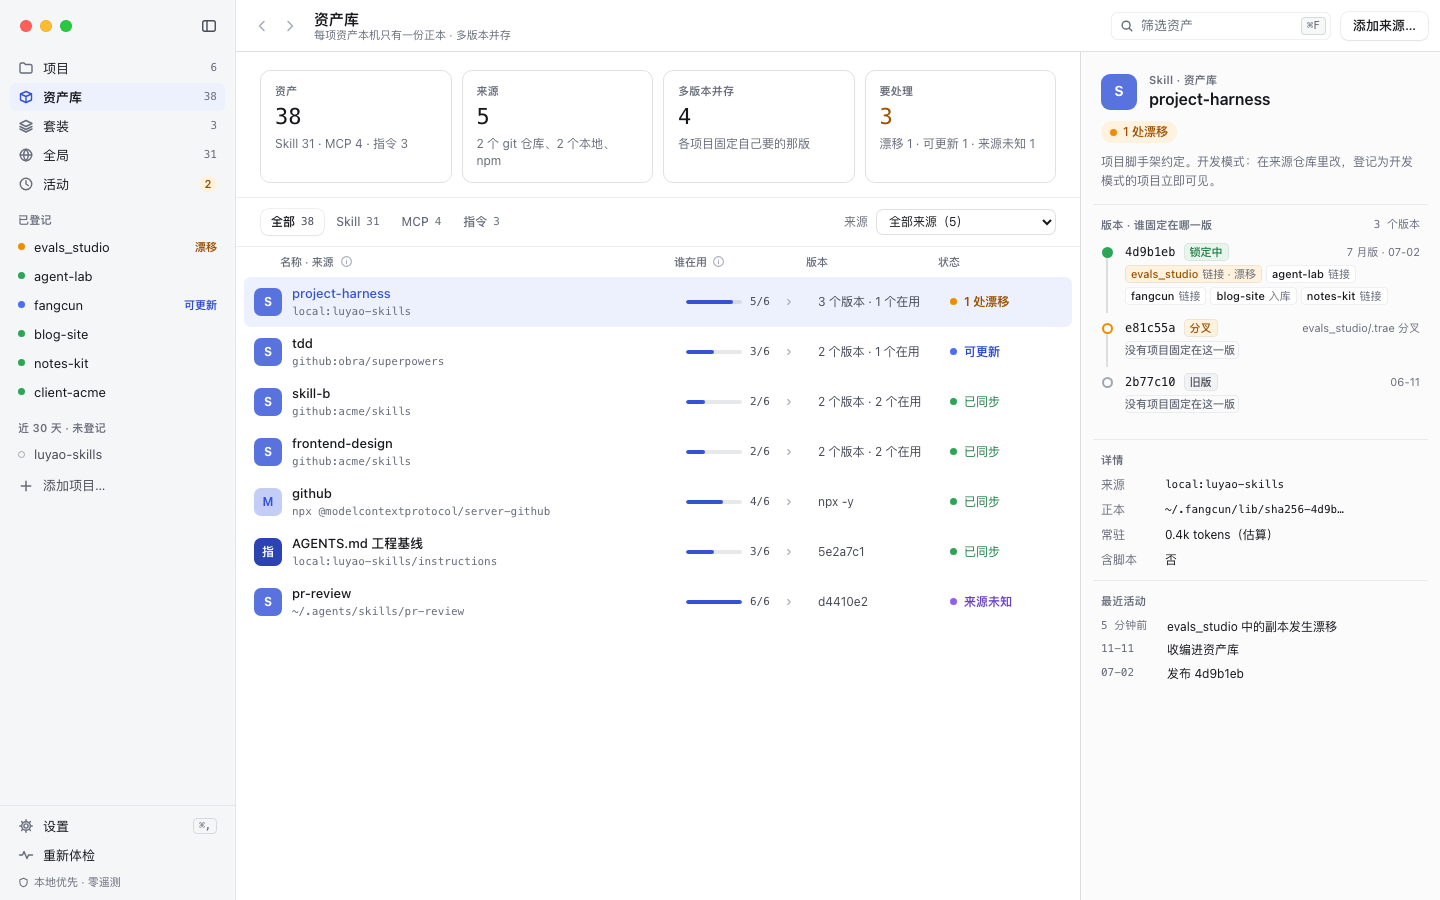 项目 6
资产库 38
套装 3
全局 31
活动 2
已登记
evals_studio 漂移
agent-lab
fangcun 可更新
blog-site
notes-kit
client-acme
近 30 天 · 未登记
luyao-skills
添加项目...
设置 ⌘,
重新体检
本地优先 · 零遥测
资产库
每项资产本机只有一份正本 · 多版本并存
筛选资产 ⌘F
添加来源...
资产
38
Skill 31 · MCP 4 · 指令 3
来源
5
2 个 git 仓库、2 个本地、
npm
多版本并存
4
各项目固定自己要的那版
要处理
3
漂移 1 · 可更新 1 · 来源未知 1
全部 38 Skill 31 MCP 4 指令 3
来源 全部来源（5）
名称 · 来源 谁在用 版本 状态
S project-harness
local:luyao-skills
5/6 › 3 个版本 · 1 个在用 1 处漂移
S tdd
github:obra/superpowers
3/6 › 2 个版本 · 1 个在用 可更新
S skill-b
github:acme/skills
2/6 › 2 个版本 · 2 个在用 已同步
S frontend-design
github:acme/skills
2/6 › 2 个版本 · 2 个在用 已同步
M github
npx @modelcontextprotocol/server-github
4/6 › npx -y 已同步
指 AGENTS.md 工程基线
local:luyao-skills/instructions
3/6 › 5e2a7c1 已同步
S pr-review
~/.agents/skills/pr-review
6/6 › d4410e2 来源未知
S
Skill · 资产库
project-harness
1 处漂移
项目脚手架约定。开发模式：在来源仓库里改，登记为开发
模式的项目立即可见。
版本 · 谁固定在哪一版 3 个版本
4d9b1eb 锁定中 7 月版 · 07-02
evals_studio 链接 · 漂移 agent-lab 链接
fangcun 链接 blog-site 入库 notes-kit 链接
e81c55a 分叉 evals_studio/.trae 分叉
没有项目固定在这一版
2b77c10 旧版 06-11
没有项目固定在这一版
详情
来源 local:luyao-skills
正本 ~/.fangcun/lib/sha256-4d9b…
常驻 0.4k tokens（估算）
含脚本 否
最近活动
5 分钟前 evals_studio 中的副本发生漂移
11-11 收编进资产库
07-02 发布 4d9b1eb